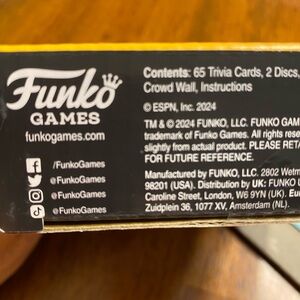 Funko
GAMES
funkogames.com
/FunkoGames
@FunkoGames
@FunkoGames
@FunkoGames
Contents: 65 Trivia Cards, 2 Discs,
Crowd Wall, Instructions
© ESPN, Inc. 2024
TM & © 2024 FUNKO, LLC. FUNKO GAM
trademark of Funko Games. All rights rese
slightly from actual product. PLEASE RETA
FOR FUTURE REFERENCE.
Manufactured by FUNKO, LLC. 2802 Wetm
98201 (USA). Distribution by UK: FUNKO
Caroline Street, London, W6 9YN (UK). Eu
Zuidplein 36, 1077 XV, Amsterdam (NL).